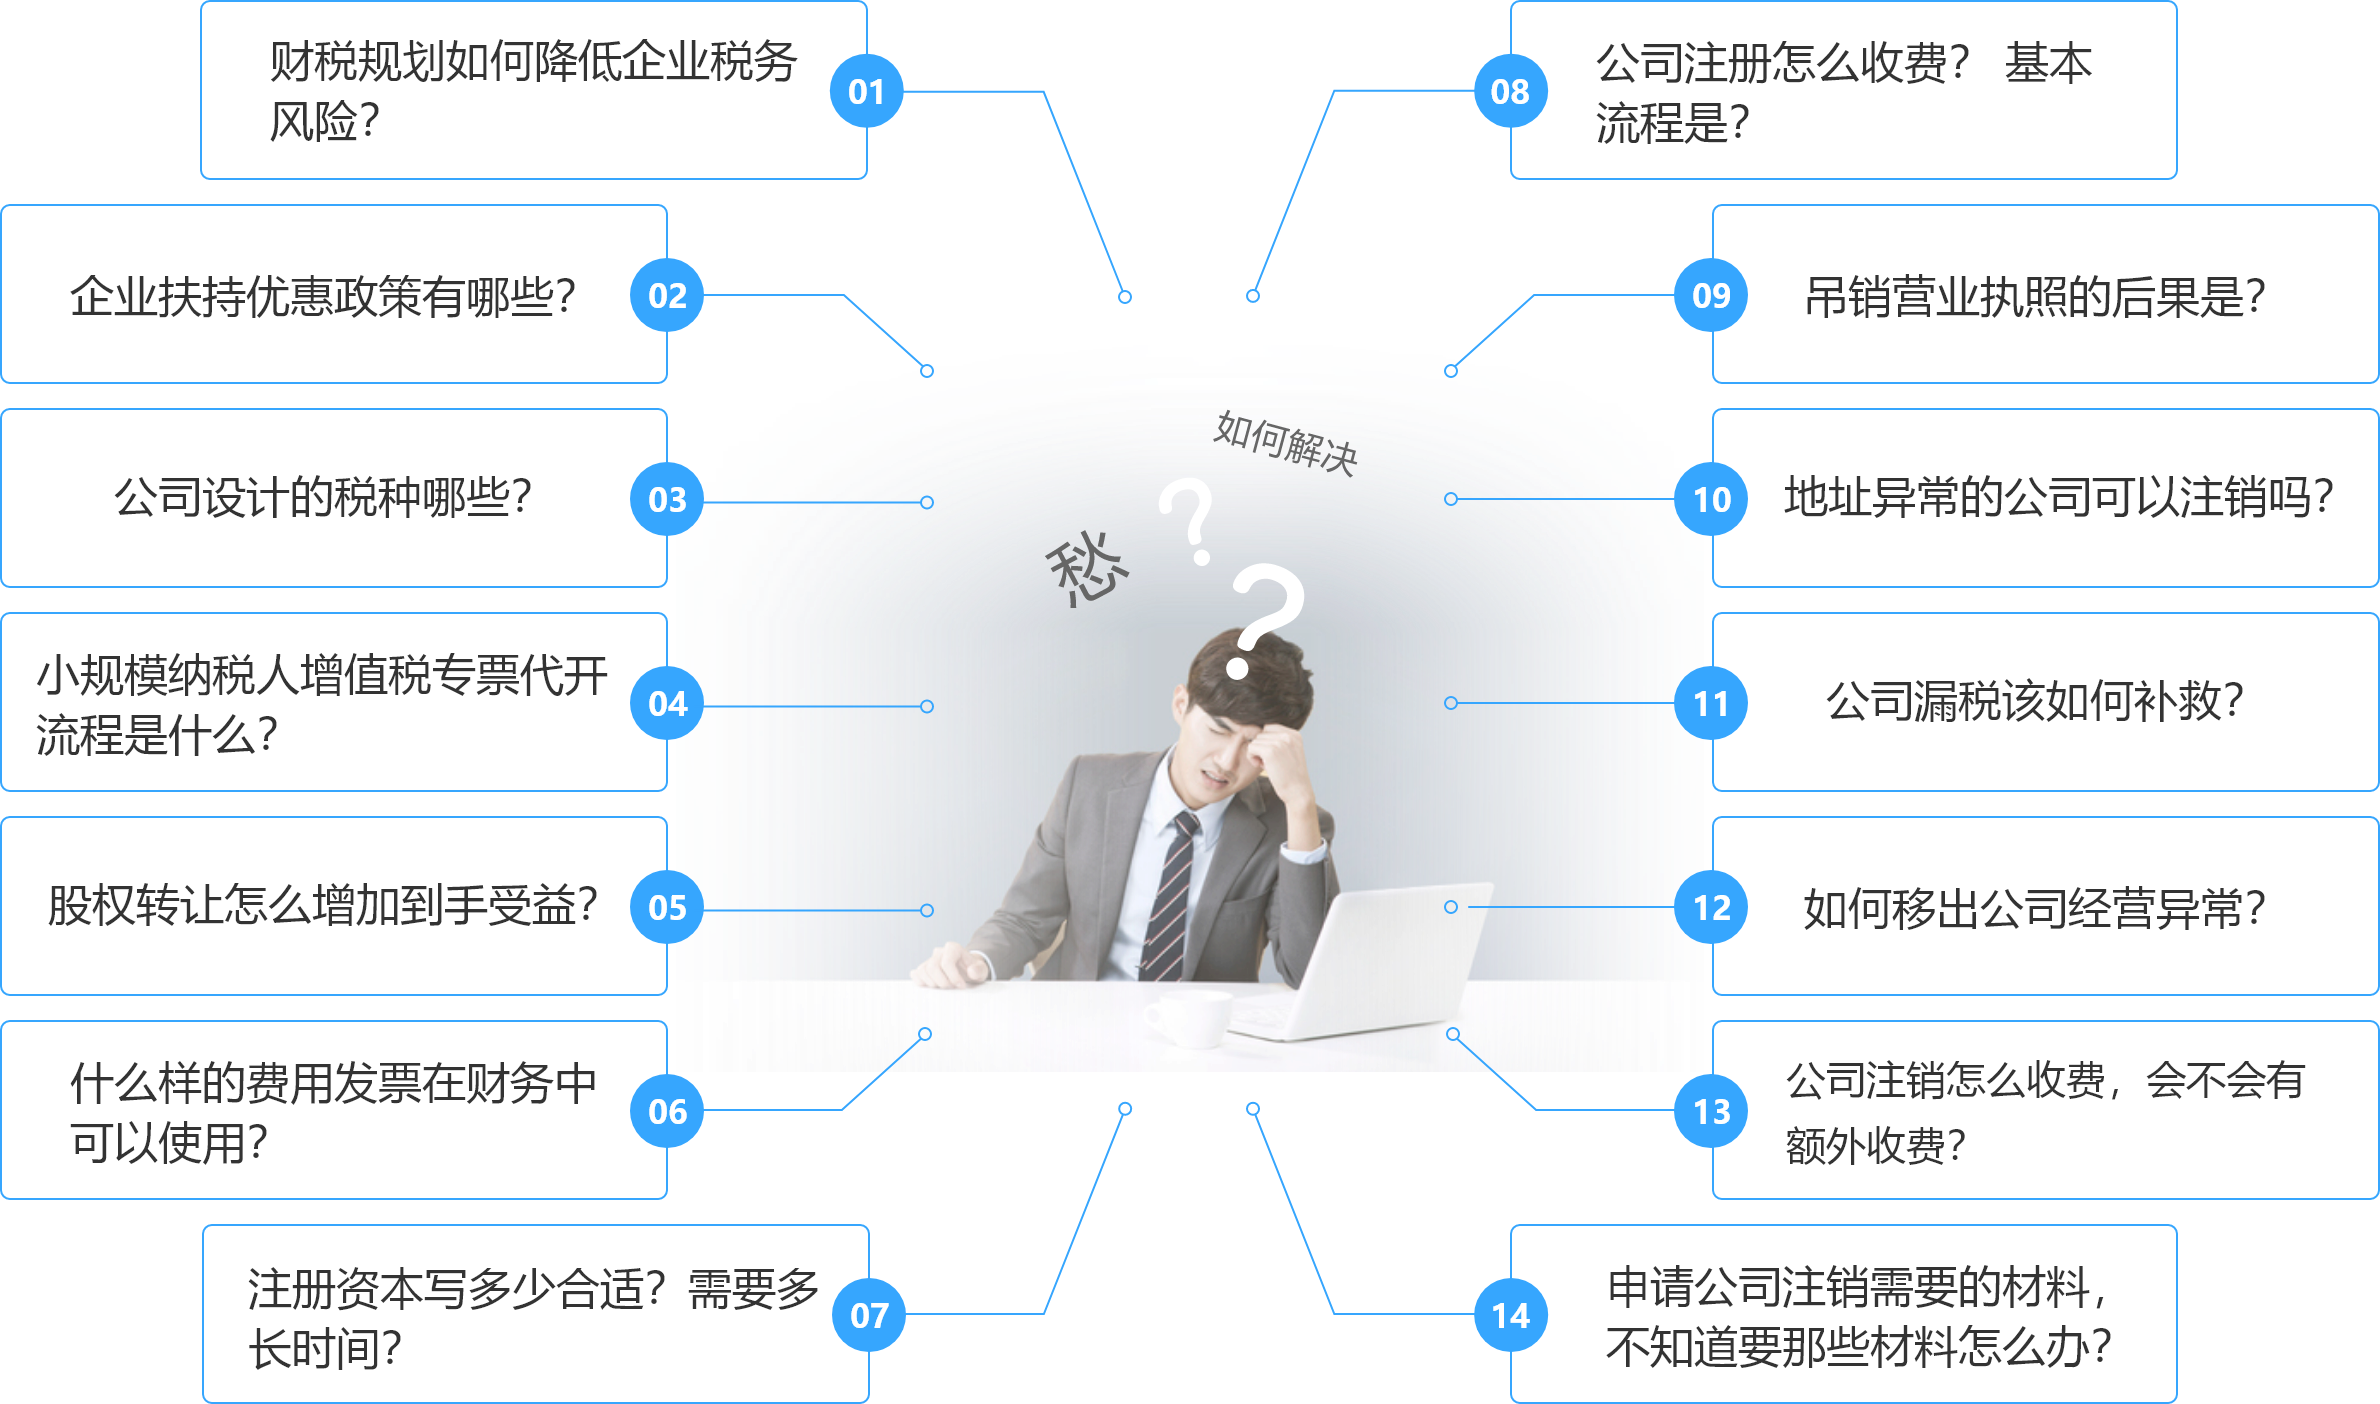 财税规划如何降低企业税务
风险?
01
企业扶持优惠政策有哪些?
02
公司设计的税种哪些?
03
小规模纳税人增值税专票代开
流程是什么?
04
股权转让怎么增加到手受益?
05
什么样的费用发票在财务中
可以使用?
06
注册资本写多少合适? 需要多
长时间?
07
如何解决
?
愁
?
08
公司注册怎么收费? 基本
流程是?
09
吊销营业执照的后果是?
10
地址异常的公司可以注销吗?
11
公司漏税该如何补救?
12
如何移出公司经营异常?
13
公司注销怎么收费，会不会有
额外收费?
14
申请公司注销需要的材料，
不知道要那些材料怎么办?